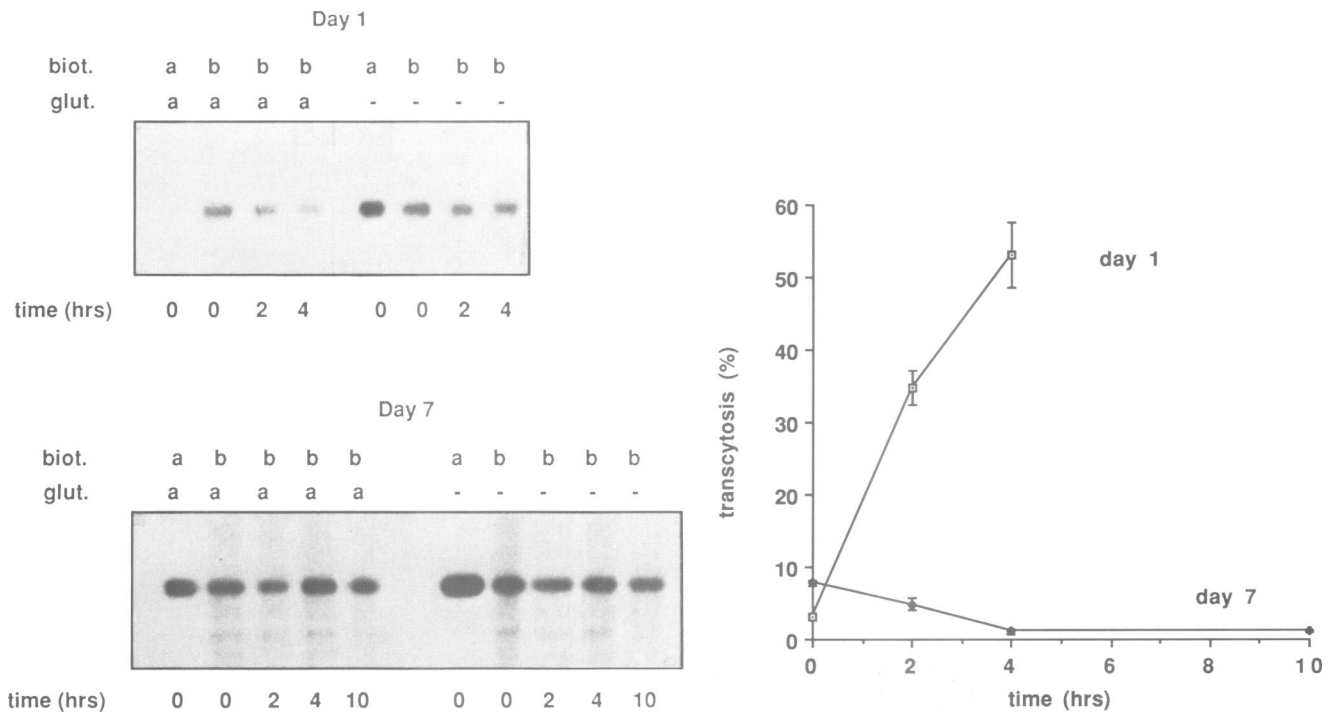 Day 1
biot. a b b b a b b b
glut. a a a a - - - -
time (hrs) 0 0 2 4 0 0 2 4
Day 7
biot. a b b b b a b b b b
glut. a a a a a - - - - -
time (hrs) 0 0 2 4 10 0 0 2 4 10
transcytosis (%)
60
50
40
30
20
10
0
day 1
day 7
0 2 4 6 8 10
time (hrs)